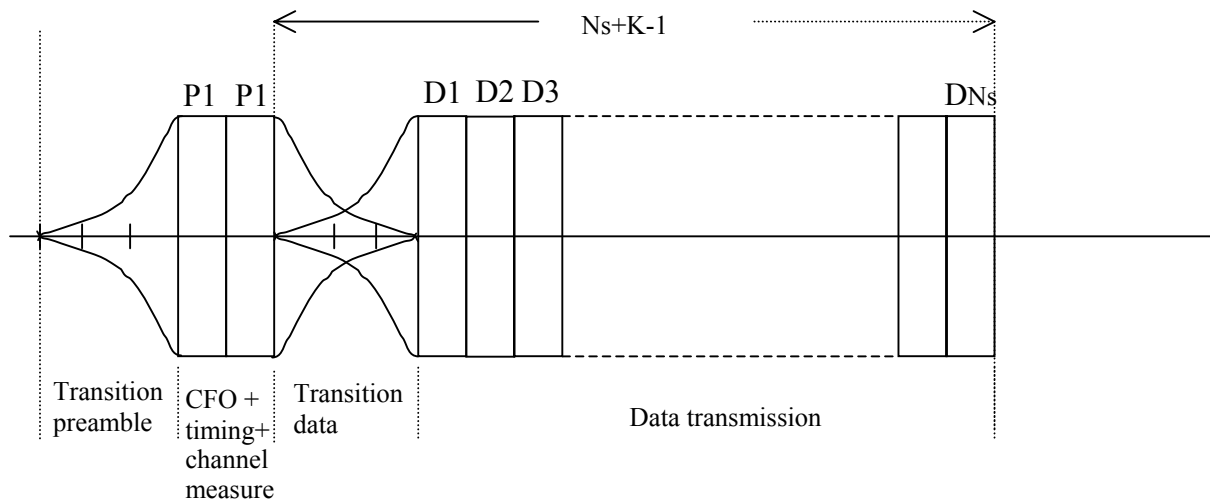 Ns+K-1
P1 P1 D1 D2 D3 DNs
Transition
preamble
CFO +
timing+
channel
measure
Transition
data
Data transmission